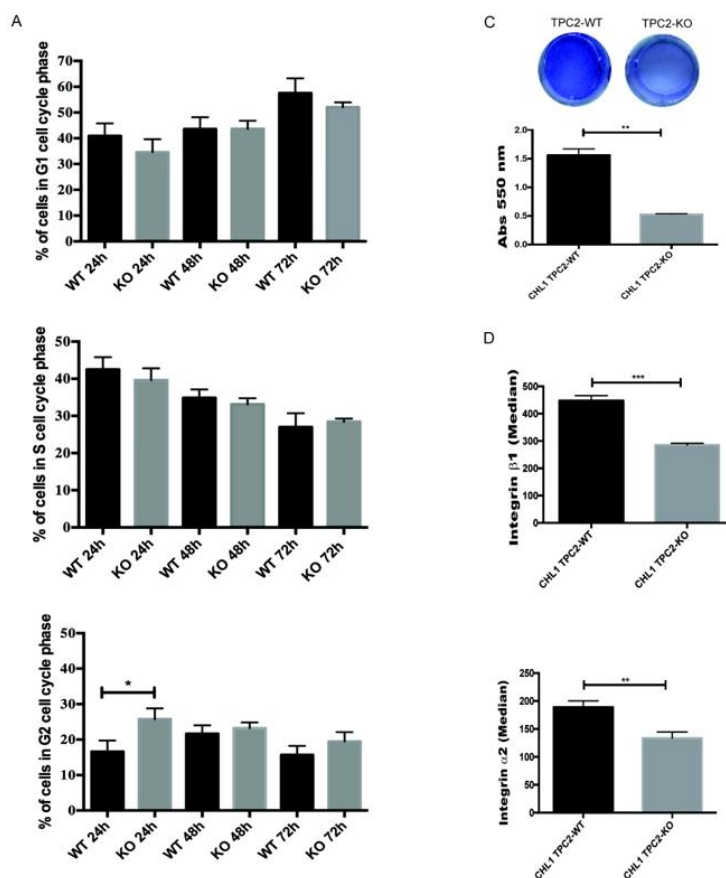 A
% of cells in G1 cell cycle phase
70
60
50
40
30
20
10
0
WT 24h
KO 24h
WT 48h
KO 48h
WT 72h
KO 72h
% of cells in S cell cycle phase
50
40
30
20
10
0
WT 24h
KO 24h
WT 48h
KO 48h
WT 72h
KO 72h
% of cells in G2 cell cycle phase
50
40
30
20
10
0
*
WT 24h
KO 24h
WT 48h
KO 48h
WT 72h
KO 72h
C
TPC2-WT TPC2-KO
Abs 550 nm
2.0
1.5
1.0
0.5
0.0
**
CHL1 TPC2-WT
CHL1 TPC2-KO
D
Integrin β1 (Median)
500
400
300
200
100
0
***
CHL1 TPC2-WT
CHL1 TPC2-KO
Integrin α2 (Median)
250
200
150
100
50
0
**
CHL1 TPC2-WT
CHL1 TPC2-KO